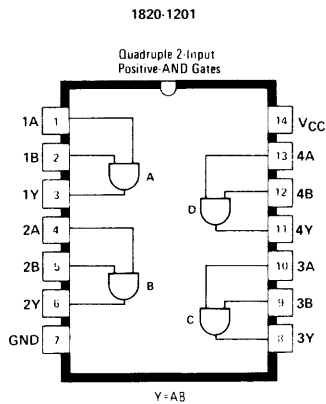 1820-1201
Quadruple 2-Input
Positive-AND Gates
1A 1
1B 2
1Y 3
2A 4
2B 5
2Y 6
GND 7
14 VCC
13 4A
12 4B
11 4Y
10 3A
9 3B
8 3Y
A
B
D
C
Y=AB